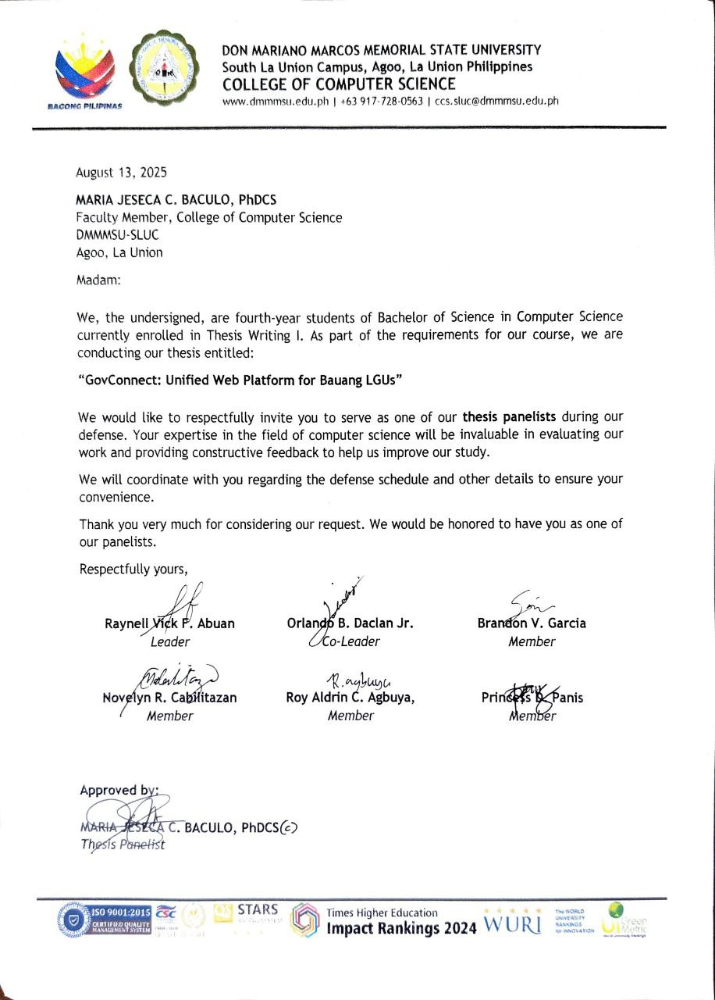 BAGONG PILIPINAS
DON MARIANO MARCOS MEMORIAL STATE UNIVERSITY
South La Union Campus, Agoo, La Union Philippines
COLLEGE OF COMPUTER SCIENCE
www.dmmmsu.edu.ph | +63 917-728-0563 | ccs.sluc@dmmmsu.edu.ph
August 13, 2025
MARIA JESECA C. BACULO, PhDCS
Faculty Member, College of Computer Science
DMMMSU-SLUC
Agoo, La Union
Madam:
We, the undersigned, are fourth-year students of Bachelor of Science in Computer Science
currently enrolled in Thesis Writing I. As part of the requirements for our course, we are
conducting our thesis entitled:
“GovConnect: Unified Web Platform for Bauang LGUs”
We would like to respectfully invite you to serve as one of our thesis panelists during our
defense. Your expertise in the field of computer science will be invaluable in evaluating our
work and providing constructive feedback to help us improve our study.
We will coordinate with you regarding the defense schedule and other details to ensure your
convenience.
Thank you very much for considering our request. We would be honored to have you as one of
our panelists.
Respectfully yours,
Raynell Vick F. Abuan
Leader
Orlando B. Daclan Jr.
Co-Leader
Brandon V. Garcia
Member
Novelyn R. Cabilitazan
Member
R. agbuya
Roy Aldrin C. Agbuya,
Member
Princess D. Panis
Member
Approved by:
MARIA JESECA C. BACULO, PhDCS(c)
Thesis Panelist
ISO 9001:2015
CERTIFIED QUALITY
MANAGEMENT SYSTEM
CSC
QS
STARS
Times Higher Education
Impact Rankings 2024
WURI
The WORLD
UNIVERSITY
RANKINGS
for INNOVATION
UI
Green
Metric